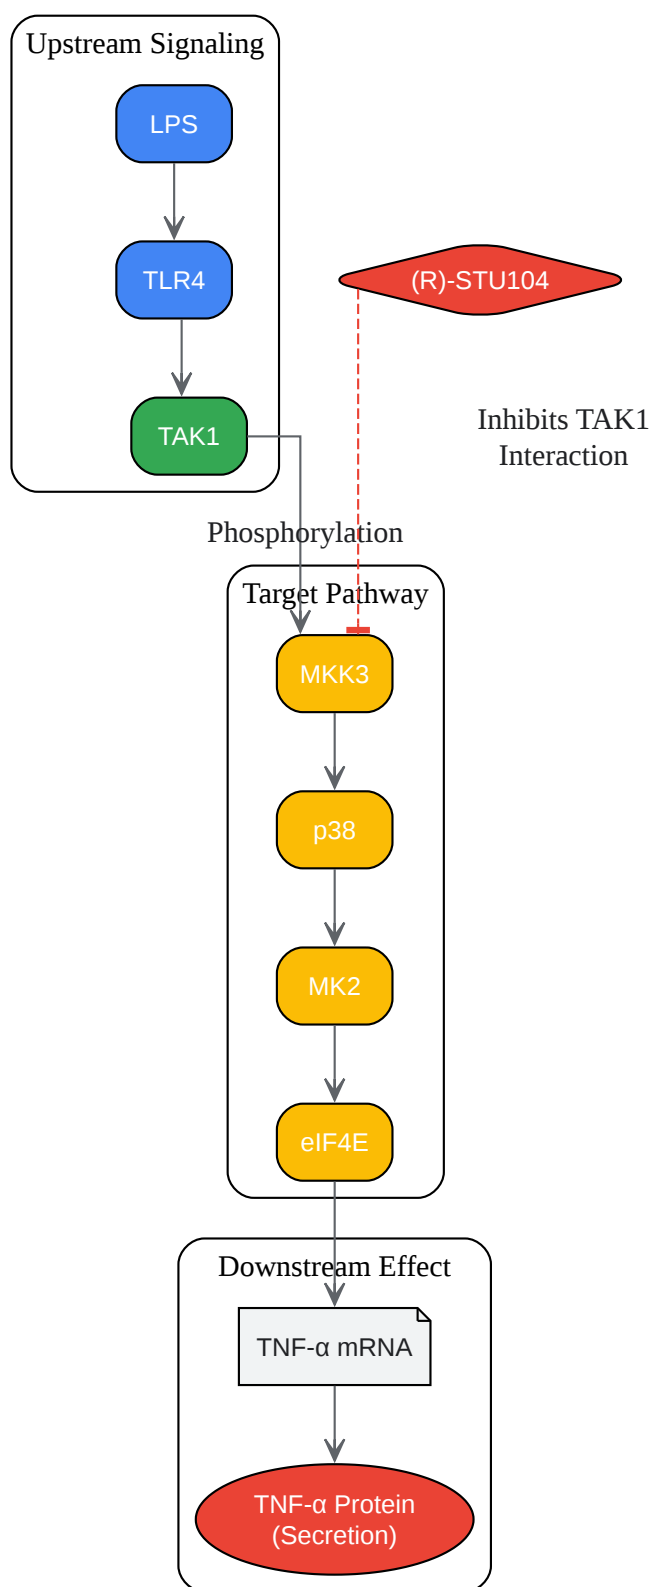 Upstream Signaling
LPS
TLR4
(R)-STU104
TAK1
Inhibits TAK1
Interaction
Phosphorylation
Target Pathway
MKK3
p38
MK2
eIF4E
Downstream Effect
TNF-α mRNA
TNF-α Protein
(Secretion)